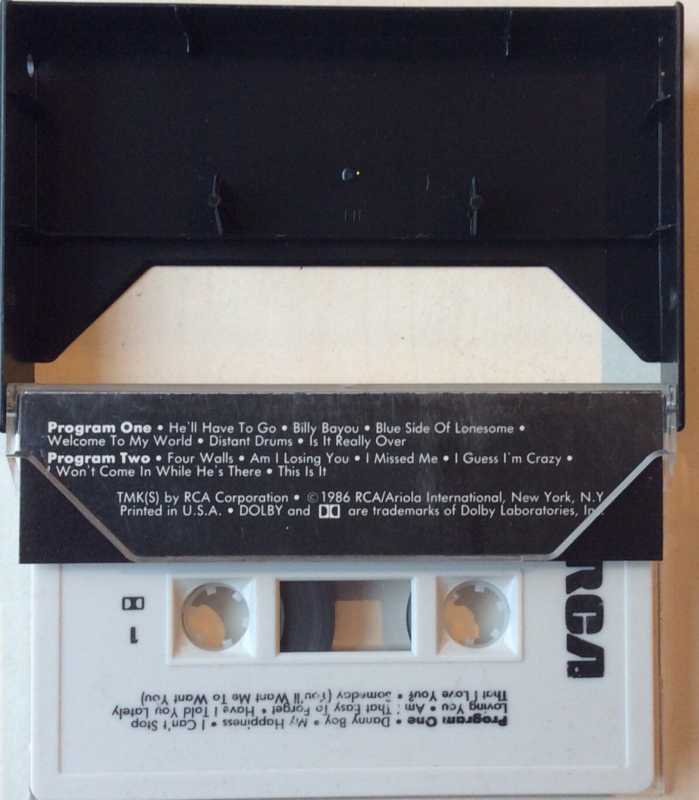 Program One • He'll Have To Go • Billy Bayou • Blue Side Of Lonesome •
Welcome To My World • Distant Drums • Is It Really Over
Program Two • Four Walls • Am I Losing You • I Missed Me • I Guess I'm Crazy •
I Won't Come In While He's There • This Is It
TMK(S) by RCA Corporation • © 1986 RCA/Ariola International, New York, N.Y
Printed in U.S.A. • DOLBY and are trademarks of Dolby Laboratories,
RCA
1
Program One • Danny Boy • My Happiness • I Can't Stop
Loving You • Am I That Easy To Forget • Have I Told You Lately
That I Love You? • Someday (You'll Want Me To Want You)